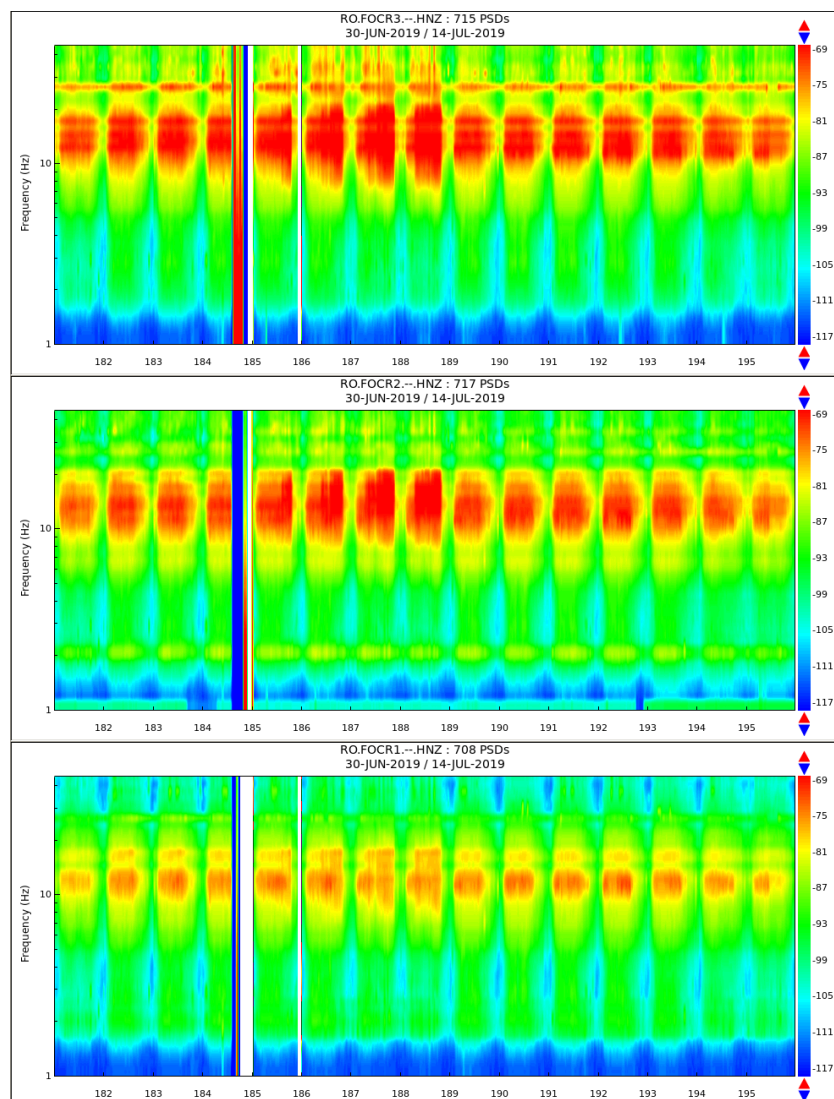 RO.FOCR3.--.HNZ : 715 PSDs
30-JUN-2019 / 14-JUL-2019
Frequency (Hz)
10
1
182 183 184 185 186 187 188 189 190 191 192 193 194 195
-69
-75
-81
-87
-93
-99
-105
-111
-117
RO.FOCR2.--.HNZ : 717 PSDs
30-JUN-2019 / 14-JUL-2019
Frequency (Hz)
10
1
182 183 184 185 186 187 188 189 190 191 192 193 194 195
-69
-75
-81
-87
-93
-99
-105
-111
-117
RO.FOCR1.--.HNZ : 708 PSDs
30-JUN-2019 / 14-JUL-2019
Frequency (Hz)
10
1
182 183 184 185 186 187 188 189 190 191 192 193 194 195
-69
-75
-81
-87
-93
-99
-105
-111
-117